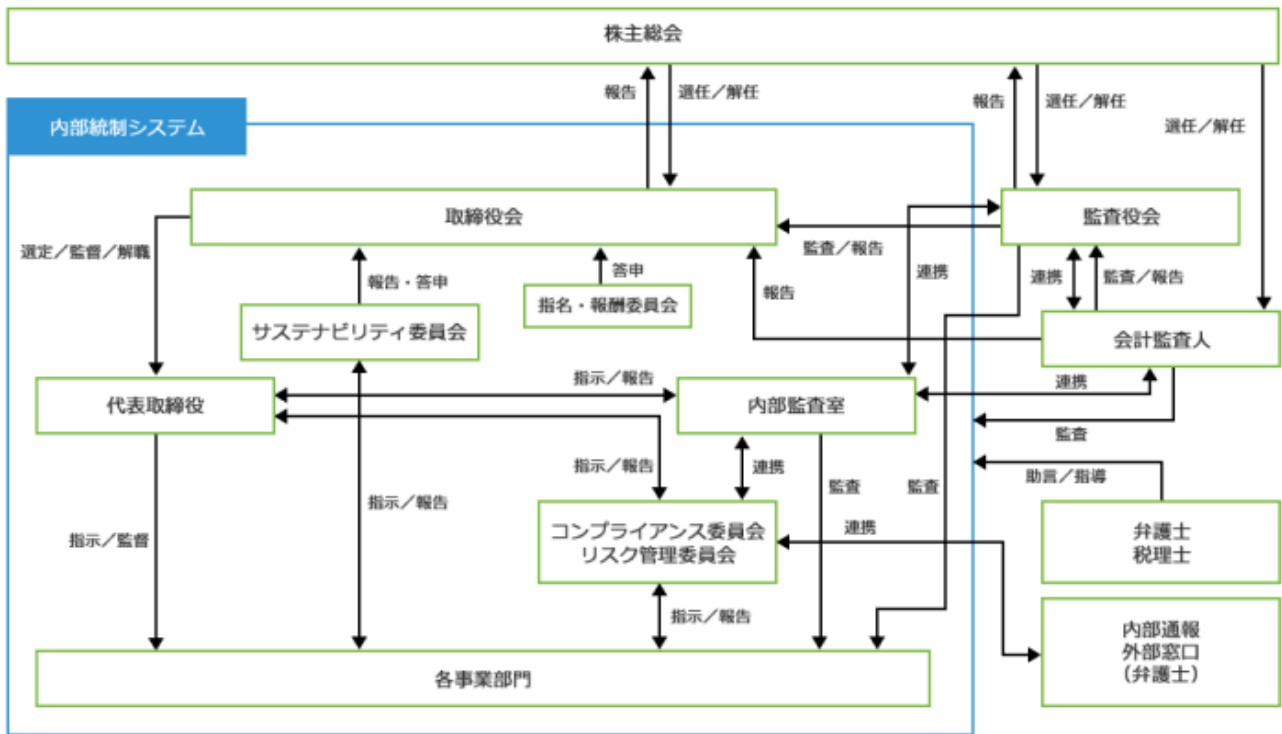 株主総会
報告
選任／解任
報告
選任／解任
選任／解任
内部統制システム
取締役会
監査役会
選定／監督／解職
監査／報告
報告・答申
答申
連携
連携
監査／報告
指名・報酬委員会
報告
サステナビリティ委員会
会計監査人
指示／報告
連携
代表取締役
内部監査室
監査
指示／報告
連携
助言／指導
指示／報告
監査
監査
連携
コンプライアンス委員会
リスク管理委員会
弁護士
税理士
指示／監督
指示／報告
内部通報
外部窓口
（弁護士）
各事業部門